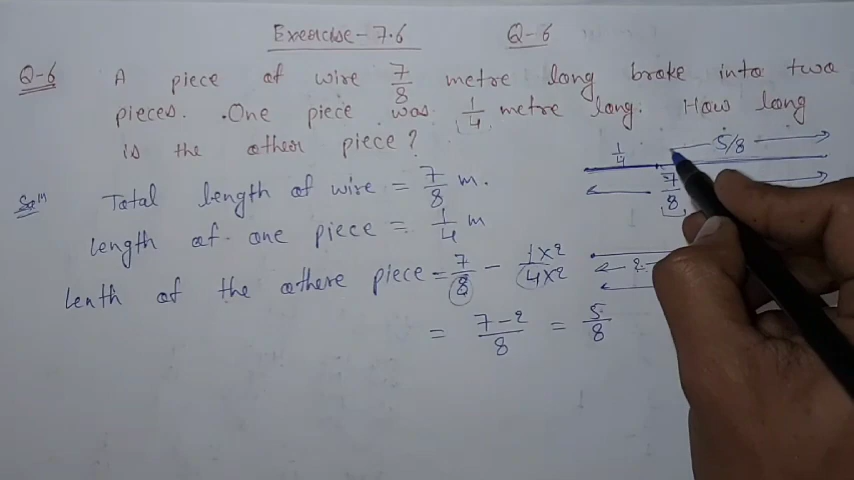 Exercise - 7.6 Q-6
Q-6 A piece of wire 7/8 metre long broke into two
pieces. One piece was 1/4 metre long. How long
is the other piece?
1/4 5/8
7/8
Solⁿ Total length of wire = 7/8 m.
length of one piece = 1/4 m
lenth of the othere piece = 7/8 - 1x2/4x2
2
= 7-2/8 = 5/8